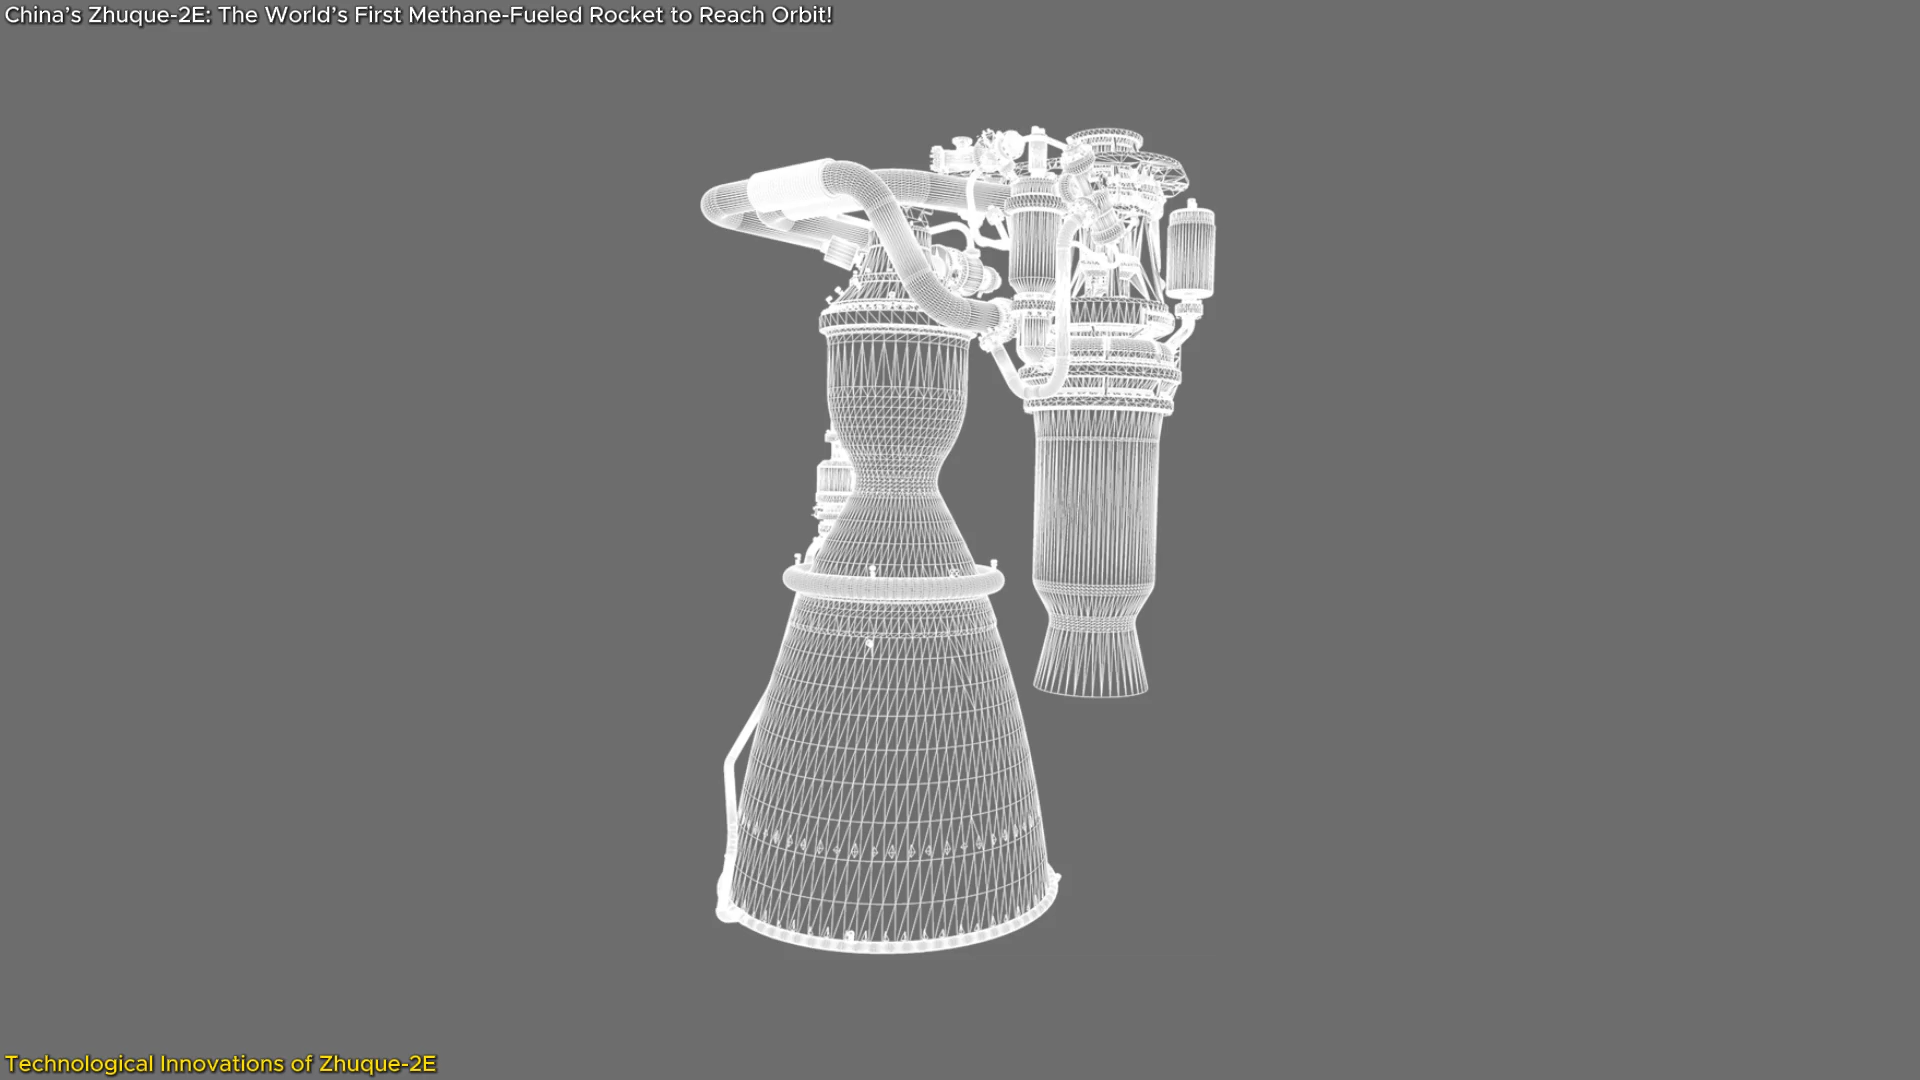 China’s Zhuque-2E: The World’s First Methane-Fueled Rocket to Reach Orbit!
Technological Innovations of Zhuque-2E